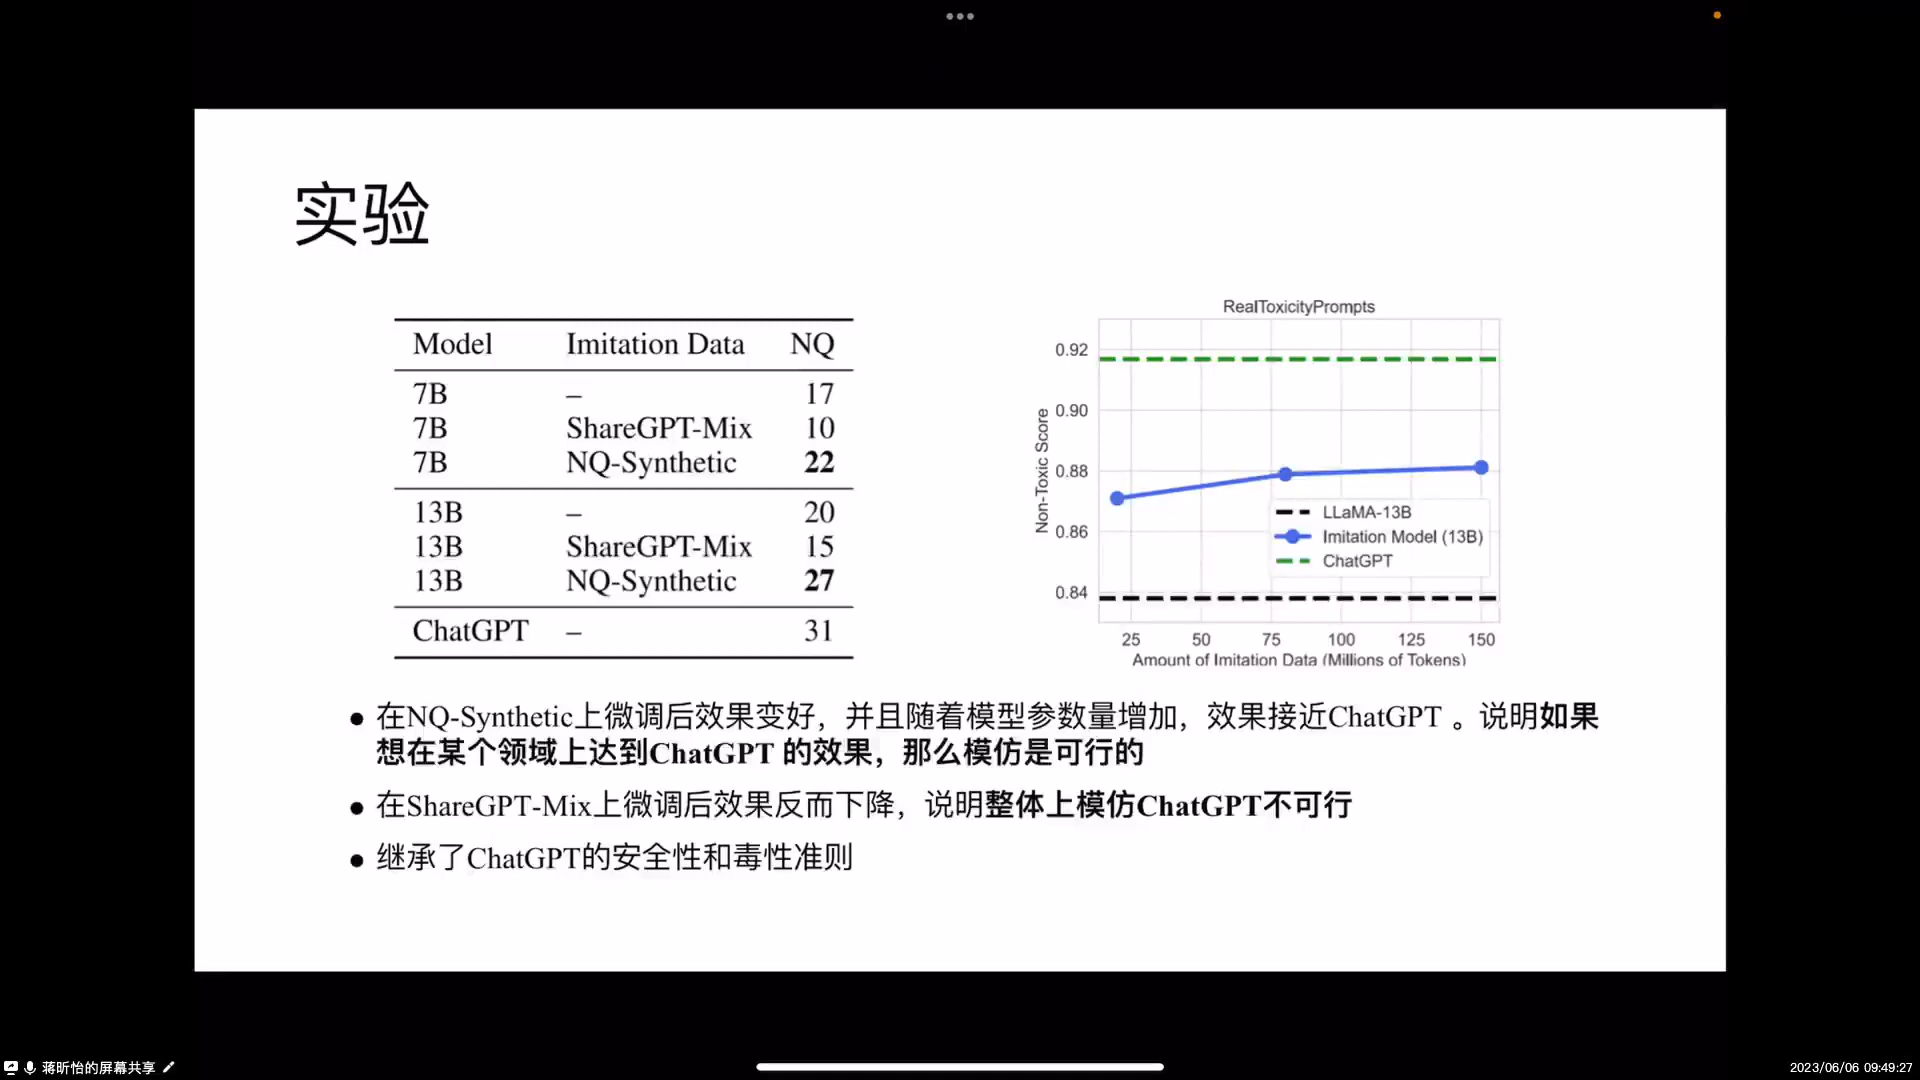 实验
Model Imitation Data NQ
7B – 17
7B ShareGPT-Mix 10
7B NQ-Synthetic 22
13B – 20
13B ShareGPT-Mix 15
13B NQ-Synthetic 27
ChatGPT – 31
RealToxicityPrompts
Non-Toxic Score
0.92
0.90
0.88
0.86
0.84
LLaMA-13B
Imitation Model (13B)
ChatGPT
25 50 75 100 125 150
Amount of Imitation Data (Millions of Tokens)
● 在NQ-Synthetic上微调后效果变好，并且随着模型参数量增加，效果接近ChatGPT 。说明如果
想在某个领域上达到ChatGPT 的效果，那么模仿是可行的
● 在ShareGPT-Mix上微调后效果反而下降，说明整体上模仿ChatGPT不可行
● 继承了ChatGPT的安全性和毒性准则
蒋昕怡的屏幕共享
2023/06/06 09:49:27